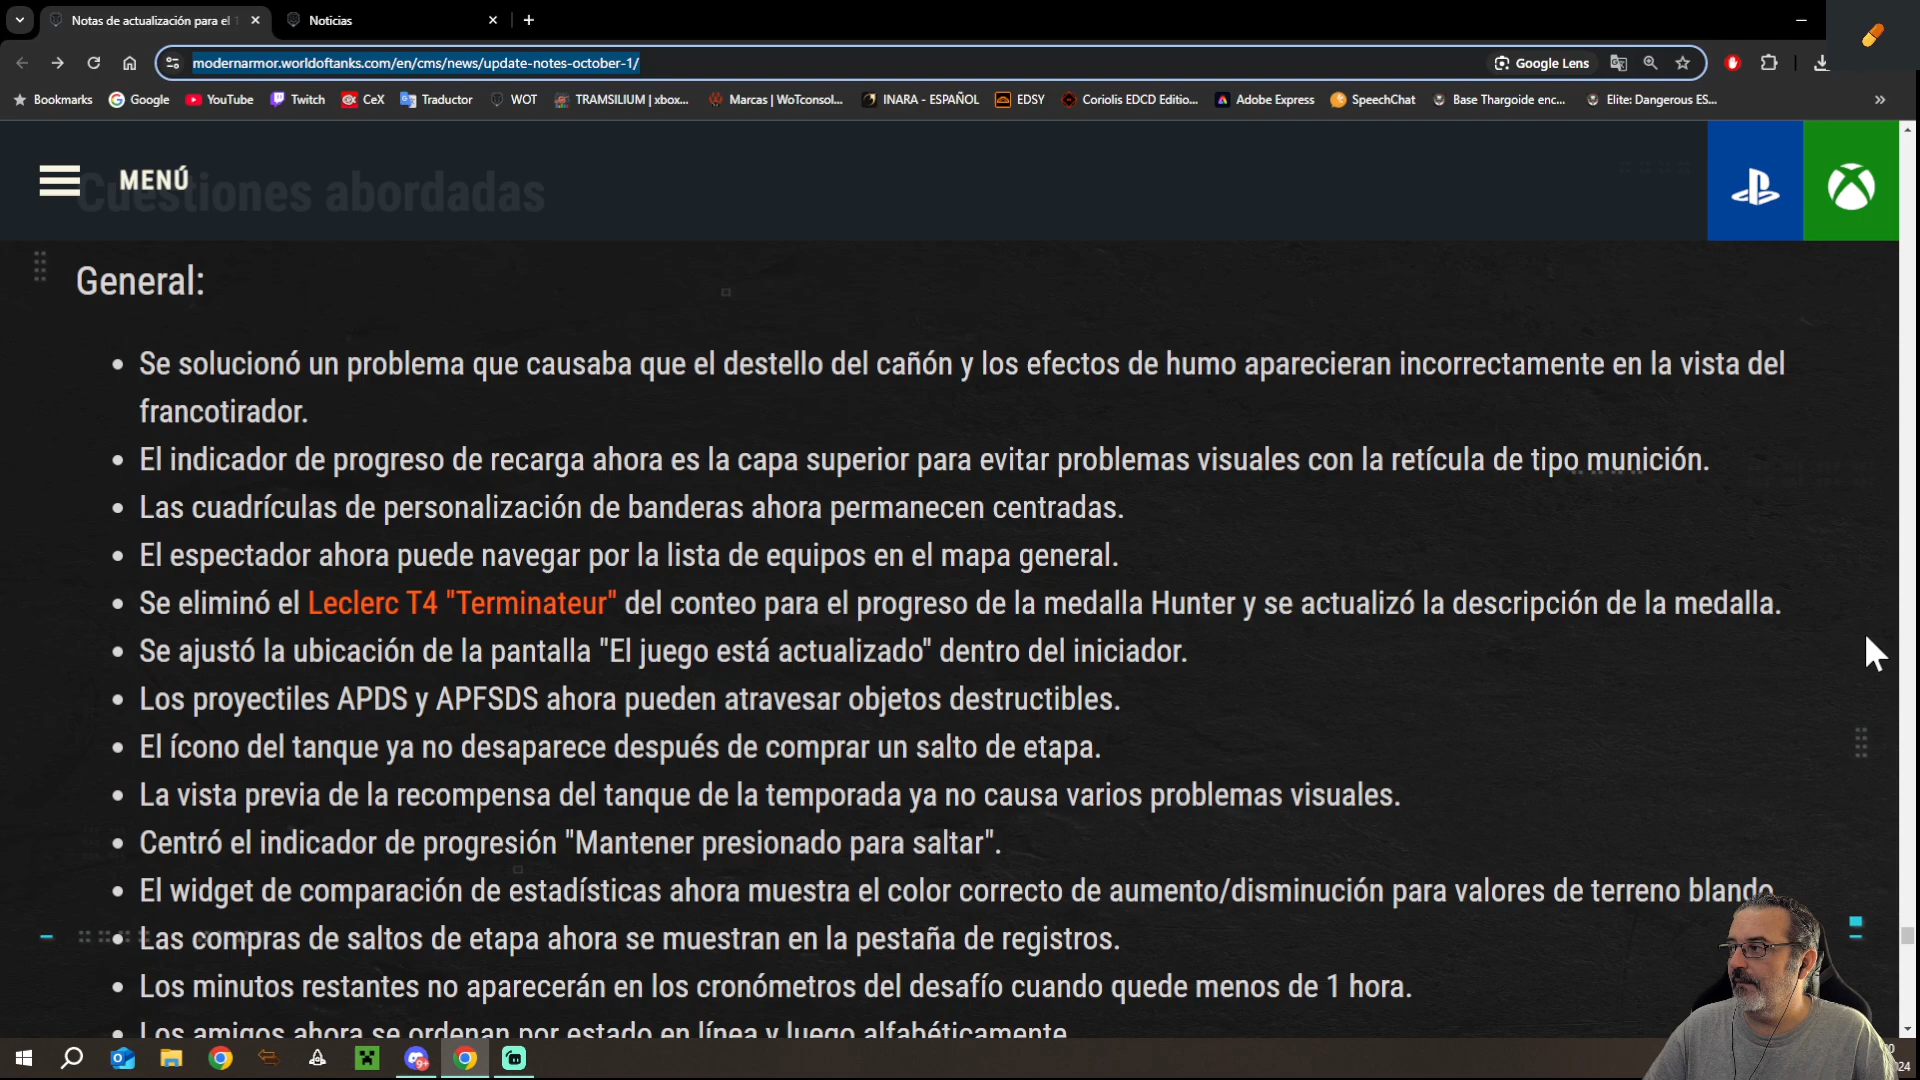 Notas de actualización para el
Noticias
modernarmor.worldoftanks.com/en/cms/news/update-notes-october-1/
Google Lens
Bookmarks
Google
YouTube
Twitch
CeX
Traductor
WOT
TRAMSILIUM | xbox...
Marcas | WoTconsol...
INARA - ESPAÑOL
EDSY
Coriolis EDCD Editio...
Adobe Express
SpeechChat
Base Thargoide enc...
Elite: Dangerous ES...
MENÚ
Cuestiones abordadas
General:
• Se solucionó un problema que causaba que el destello del cañón y los efectos de humo aparecieran incorrectamente en la vista del
francotirador.
• El indicador de progreso de recarga ahora es la capa superior para evitar problemas visuales con la retícula de tipo munición.
• Las cuadrículas de personalización de banderas ahora permanecen centradas.
• El espectador ahora puede navegar por la lista de equipos en el mapa general.
• Se eliminó el Leclerc T4 "Terminateur" del conteo para el progreso de la medalla Hunter y se actualizó la descripción de la medalla.
• Se ajustó la ubicación de la pantalla "El juego está actualizado" dentro del iniciador.
• Los proyectiles APDS y APFSDS ahora pueden atravesar objetos destructibles.
• El ícono del tanque ya no desaparece después de comprar un salto de etapa.
• La vista previa de la recompensa del tanque de la temporada ya no causa varios problemas visuales.
• Centró el indicador de progresión "Mantener presionado para saltar".
• El widget de comparación de estadísticas ahora muestra el color correcto de aumento/disminución para valores de terreno blando.
• Las compras de saltos de etapa ahora se muestran en la pestaña de registros.
• Los minutos restantes no aparecerán en los cronómetros del desafío cuando quede menos de 1 hora.
• Los amigos ahora se ordenan por estado en línea y luego alfabéticamente.